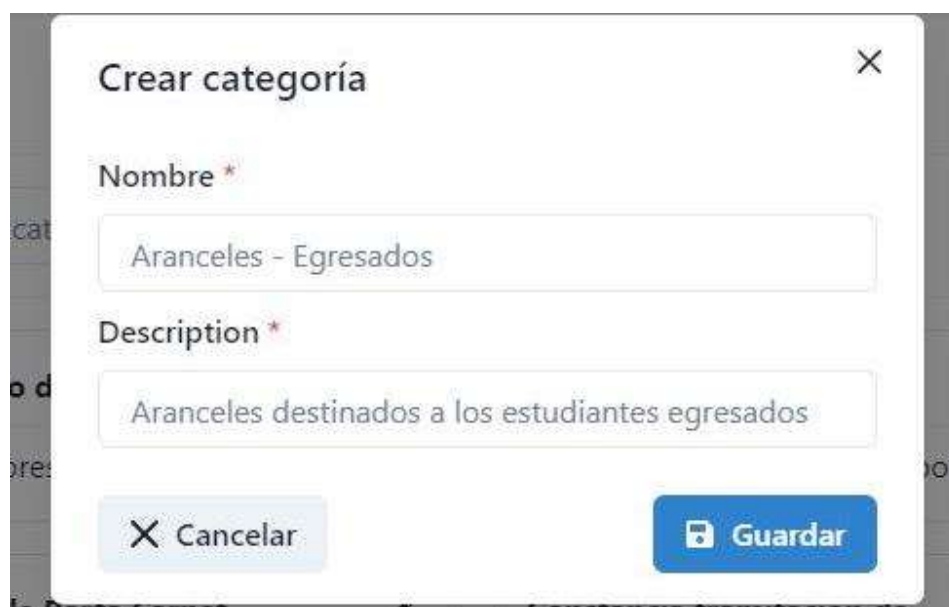 Crear categoría
Nombre *
Aranceles - Egresados
Description *
Aranceles destinados a los estudiantes egresados
Cancelar
Guardar